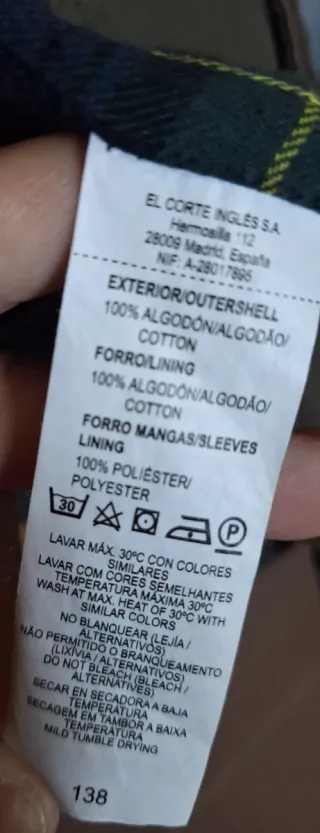 EL CORTE INGLÉS S.A.
Hermosilla 112
28009 Madrid, España
NIF: A-28017895
EXTERIOR/OUTERSHELL
100% ALGODÓN/ALGODÃO/
COTTON
FORRO/LINING
100% ALGODÓN/ALGODÃO/
COTTON
FORRO MANGAS/SLEEVES
LINING
100% POLIÉSTER/
POLYESTER
30 P
LAVAR MÁX. 30ºC CON COLORES
SIMILARES
LAVAR COM CORES SEMELHANTES
TEMPERATURA MÁXIMA 30ºC
WASH AT MAX. HEAT OF 30ºC WITH
SIMILAR COLORS
NO BLANQUEAR (LEJÍA /
ALTERNATIVOS)
NÃO PERMITIDO O BRANQUEAMENTO
(LIXÍVIA / ALTERNATIVOS)
DO NOT BLEACH (BLEACH /
ALTERNATIVES)
SECAR EN SECADORA A BAJA
TEMPERATURA
SECAGEM EM TAMBOR A BAIXA
TEMPERATURA
MILD TUMBLE DRYING
138